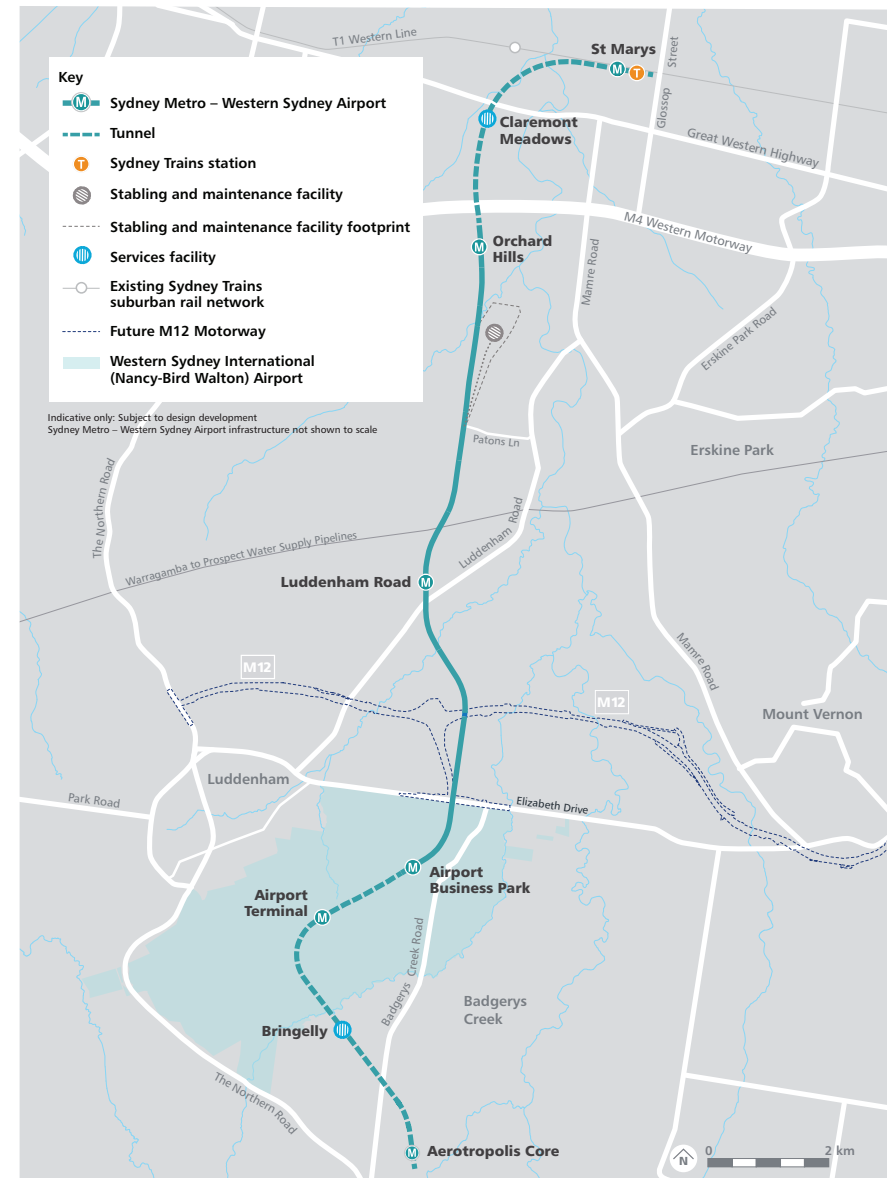 T1 Western Line
St Marys
M
T
Glossop Street
Key
M
Sydney Metro – Western Sydney Airport
Tunnel
T
Sydney Trains station
Stabling and maintenance facility
Stabling and maintenance facility footprint
Services facility
Existing Sydney Trains
suburban rail network
Future M12 Motorway
Western Sydney International
(Nancy-Bird Walton) Airport
Indicative only: Subject to design development
Sydney Metro – Western Sydney Airport infrastructure not shown to scale
Claremont
Meadows
Great Western Highway
M4 Western Motorway
M
Orchard
Hills
Mamre Road
Erskine Park Road
Patons Ln
Erskine Park
The Northern Road
Luddenham Road
Warragamba to Prospect Water Supply Pipelines
Luddenham Road
M
Mamre Road
M12
M12
Mount Vernon
Luddenham
Park Road
Elizabeth Drive
M
Airport
Business Park
Airport
Terminal
M
Badgerys Creek Road
Badgerys
Creek
Bringelly
The Northern Road
M
Aerotropolis Core
N
0
2 km